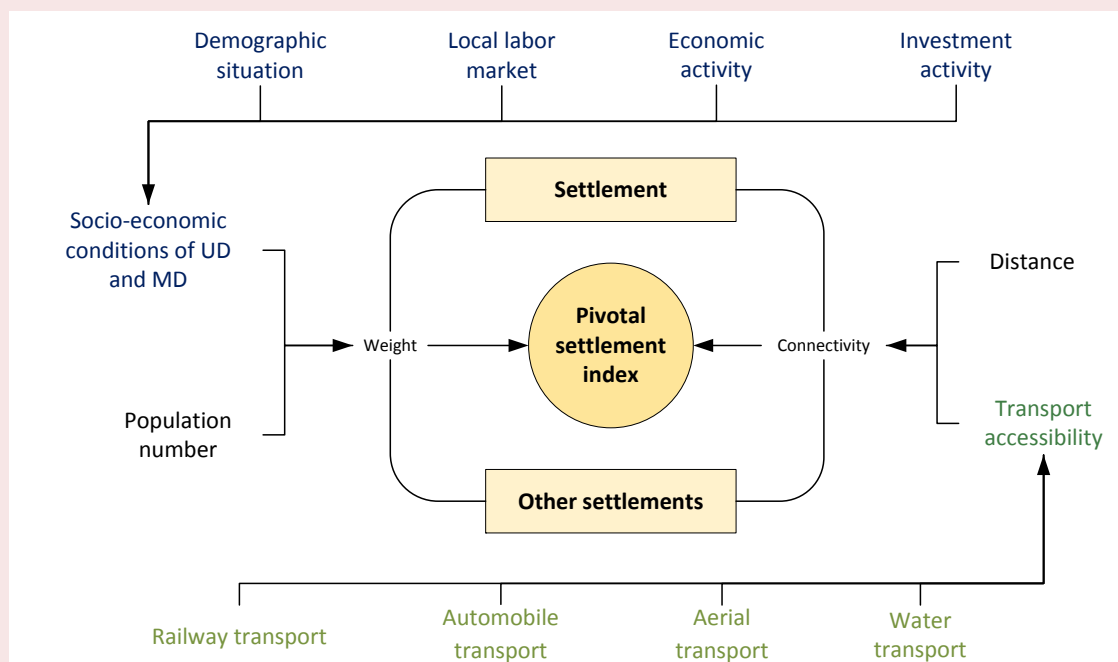 Demographic
situation
Local labor
market
Economic
activity
Investment
activity
Settlement
Socio-economic
conditions of UD
and MD
Distance
Pivotal
settlement
index
Weight
Connectivity
Population
number
Transport
accessibility
Other settlements
Railway transport
Automobile
transport
Aerial
transport
Water
transport